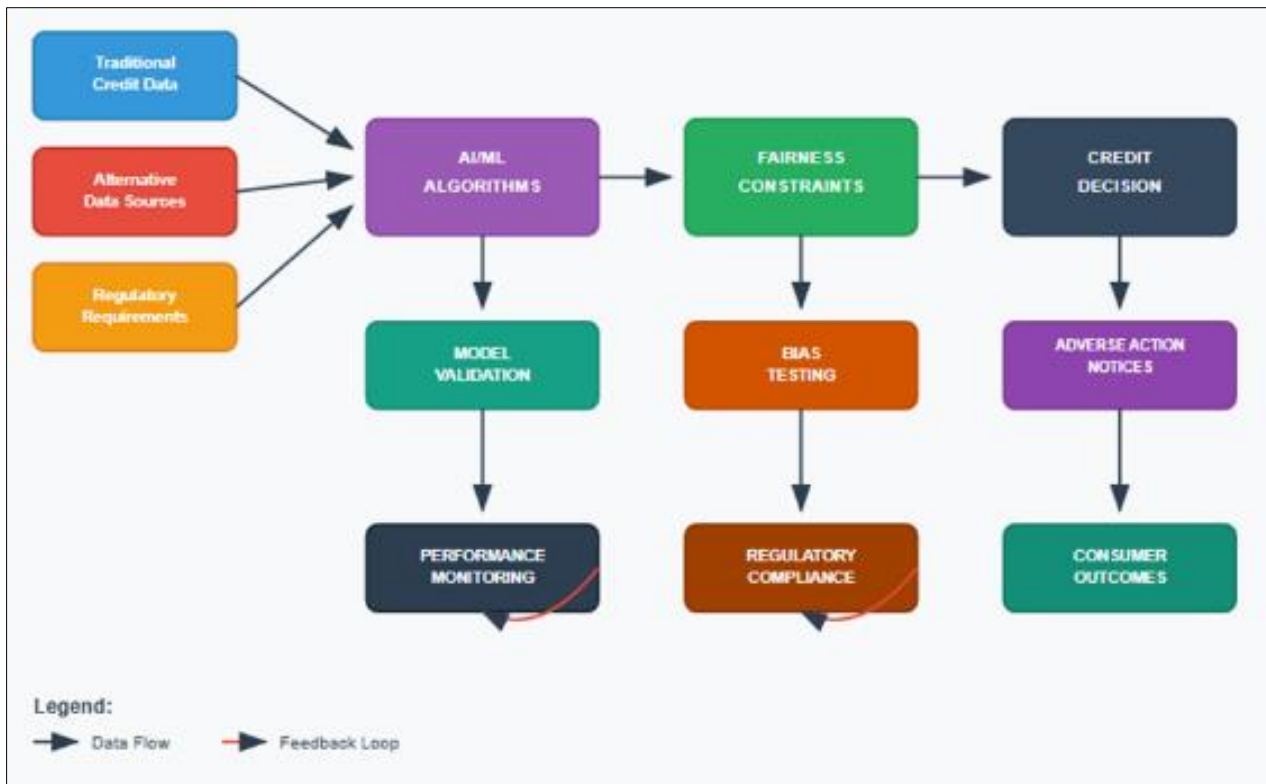 Traditional
Credit Data
Alternative
Data Sources
Regulatory
Requirements
AI/ML
ALGORITHMS
FAIRNESS
CONSTRAINTS
CREDIT
DECISION
MODEL
VALIDATION
BIAS
TESTING
ADVERSE ACTION
NOTICES
PERFORMANCE
MONITORING
REGULATORY
COMPLIANCE
CONSUMER
OUTCOMES
Legend:
Data Flow
Feedback Loop